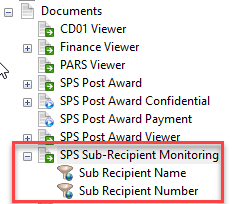 Documents
CD01 Viewer
Finance Viewer
PARS Viewer
SPS Post Award
SPS Post Award Confidential
SPS Post Award Payment
SPS Post Award Viewer
SPS Sub-Recipient Monitoring
Sub Recipient Name
Sub Recipient Number